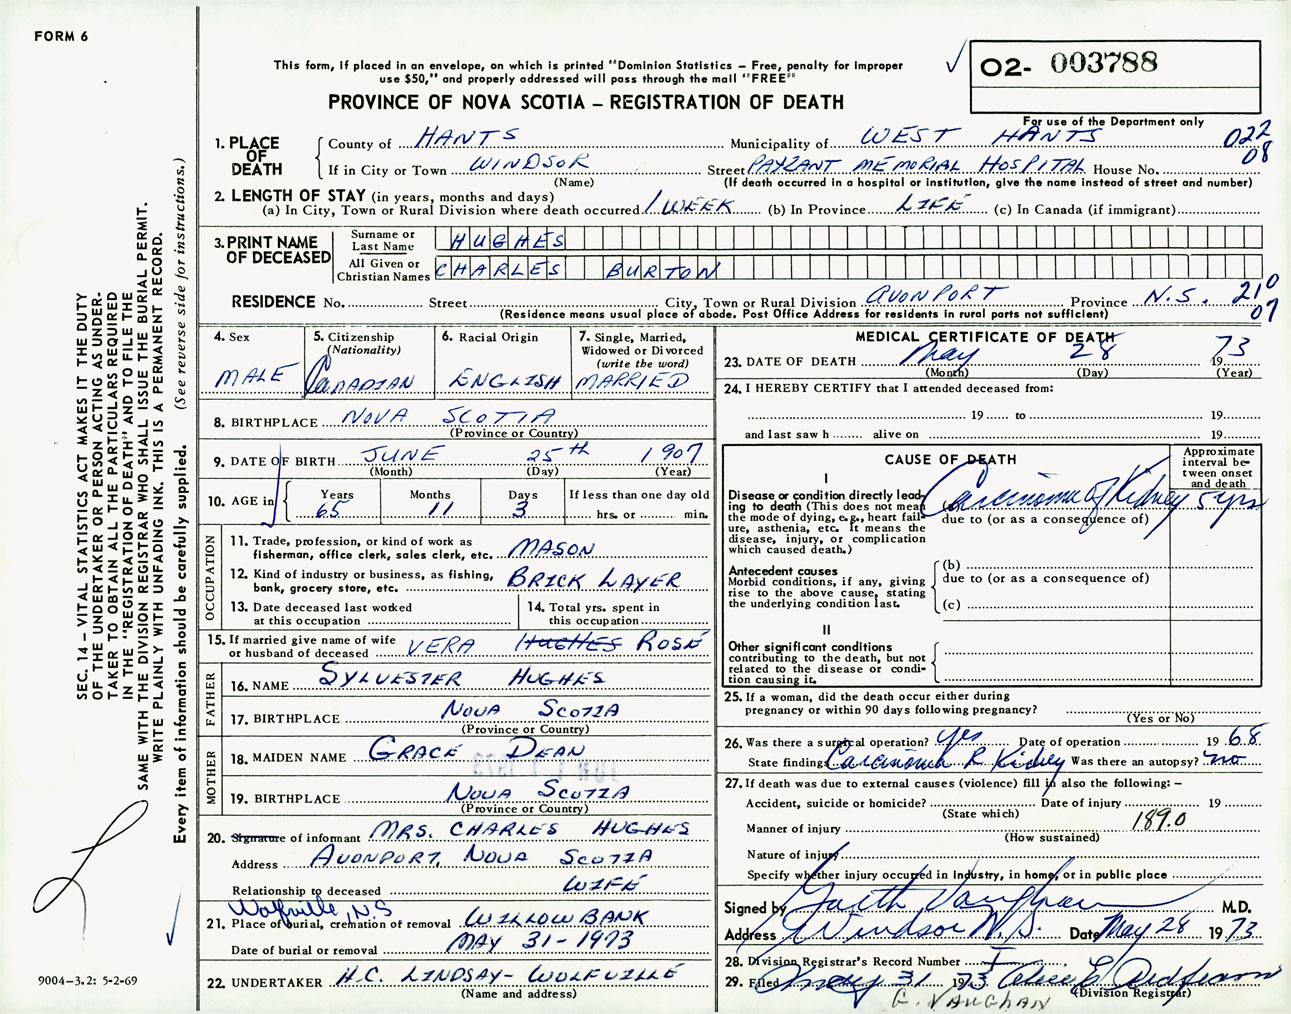 FORM 6
This form, if placed in an envelope, on which is printed "Dominion Statistics – Free, penalty for improper
use $50," and properly addressed will pass through the mail "FREE"
PROVINCE OF NOVA SCOTIA – REGISTRATION OF DEATH
O2- 003788
For use of the Department only
1. PLACE OF DEATH
County of HANTS Municipality of WEST HANTS 022
If in City or Town WINDSOR Street PAYZANT MEMORIAL HOSPITAL House No. 08
(Name) (If death occurred in a hospital or institution, give the name instead of street and number)
2. LENGTH OF STAY (in years, months and days)
(a) In City, Town or Rural Division where death occurred 1 WEEK (b) In Province LIFE (c) In Canada (if immigrant)
3. PRINT NAME OF DECEASED
Surname or Last Name HUGHES
All Given or Christian Names CHARLES BURTON
RESIDENCE No. Street City, Town or Rural Division AVONPORT Province N.S. 210
(Residence means usual place of abode. Post Office Address for residents in rural parts not sufficient) 07
4. Sex
MALE
5. Citizenship
(Nationality)
CANADIAN
6. Racial Origin
ENGLISH
7. Single, Married,
Widowed or Divorced
(write the word)
MARRIED
8. BIRTHPLACE NOVA SCOTIA
(Province or Country)
9. DATE OF BIRTH JUNE 25th 1907
(Month) (Day) (Year)
10. AGE in
Years Months Days If less than one day old
65 11 3 hrs. or min.
OCCUPATION
11. Trade, profession, or kind of work as
fisherman, office clerk, sales clerk, etc. MASON
12. Kind of industry or business, as fishing,
bank, grocery store, etc. BRICK LAYER
13. Date deceased last worked
at this occupation
14. Total yrs. spent in
this occupation
15. If married give name of wife
or husband of deceased VERA HUGHES ROSE
FATHER
16. NAME SYLVESTER HUGHES
17. BIRTHPLACE NOVA SCOTIA
(Province or Country)
MOTHER
18. MAIDEN NAME GRACE DEAN
19. BIRTHPLACE NOVA SCOTIA
(Province or Country)
20. Signature of informant MRS. CHARLES HUGHES
Address AVONPORT, NOVA SCOTIA
Relationship to deceased WIFE
Wolfville, N.S
21. Place of burial, cremation of removal WILLOWBANK
Date of burial or removal MAY 31-1973
22. UNDERTAKER H.C. LINDSAY- WOLFVILLE
(Name and address)
MEDICAL CERTIFICATE OF DEATH
23. DATE OF DEATH May 28 1973
(Month) (Day) (Year)
24. I HEREBY CERTIFY that I attended deceased from:
19 to 19
and last saw h alive on 19
CAUSE OF DEATH
Approximate
interval be-
tween onset
and death
I
Disease or condition directly lead-
ing to death (This does not mean
the mode of dying, e.g., heart fail-
ure, asthenia, etc. It means the
disease, injury, or complication
which caused death.)
Carcinoma of Kidney 5 yrs
due to (or as a consequence of)
Antecedent causes
Morbid conditions, if any, giving
rise to the above cause, stating
the underlying condition last.
(b)
due to (or as a consequence of)
(c)
II
Other significant conditions
contributing to the death, but not
related to the disease or condi-
tion causing it.
25. If a woman, did the death occur either during
pregnancy or within 90 days following pregnancy?
(Yes or No)
26. Was there a surgical operation? yes Date of operation 1968
State findings Carcinoma R Kidney Was there an autopsy? no
27. If death was due to external causes (violence) fill in also the following: –
Accident, suicide or homicide? Date of injury 19
(State which)
Manner of injury 189.0
(How sustained)
Nature of injury
Specify whether injury occurred in Industry, in home, or in public place
Signed by Garth Vaughan M.D.
Address Windsor N.S. Date May 28 1973
28. Division Registrar's Record Number
29. Filed May 31 1973
(Division Registrar)
G. VAUGHAN
SEC. 14 – VITAL STATISTICS ACT MAKES IT THE DUTY
OF THE UNDERTAKER OR PERSON ACTING AS UNDER-
TAKER TO OBTAIN ALL THE PARTICULARS REQUIRED
IN THE "REGISTRATION OF DEATH" AND TO FILE THE
SAME WITH THE DIVISION REGISTRAR WHO SHALL ISSUE THE BURIAL PERMIT.
WRITE PLAINLY WITH UNFADING INK. THIS IS A PERMANENT RECORD.
Every item of information should be carefully supplied. (See reverse side for instructions.)
9004-3.2: 5-2-69